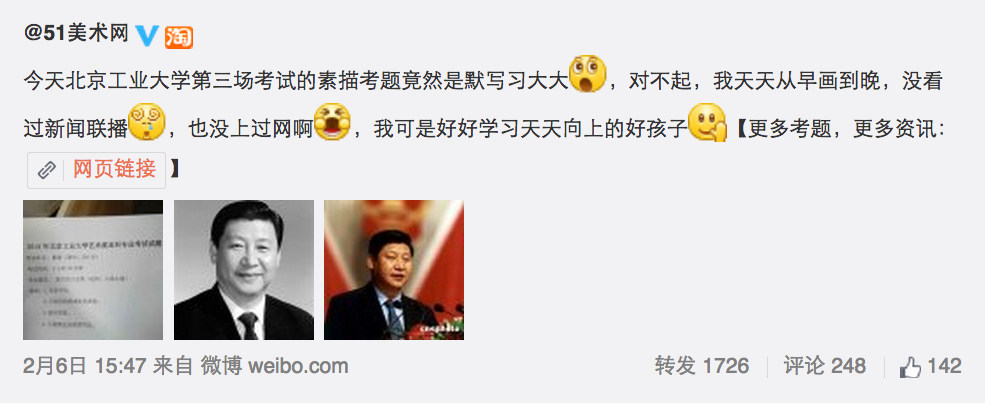 @51美术网 淘
今天北京工业大学第三场考试的素描考题竟然是默写习大大，对不起，我天天从早画到晚，没看
过新闻联播，也没上过网啊，我可是好好学习天天向上的好孩子【更多考题，更多资讯：
网页链接】
2月6日 15:47 来自 微博 weibo.com
转发 1726 评论 248 142